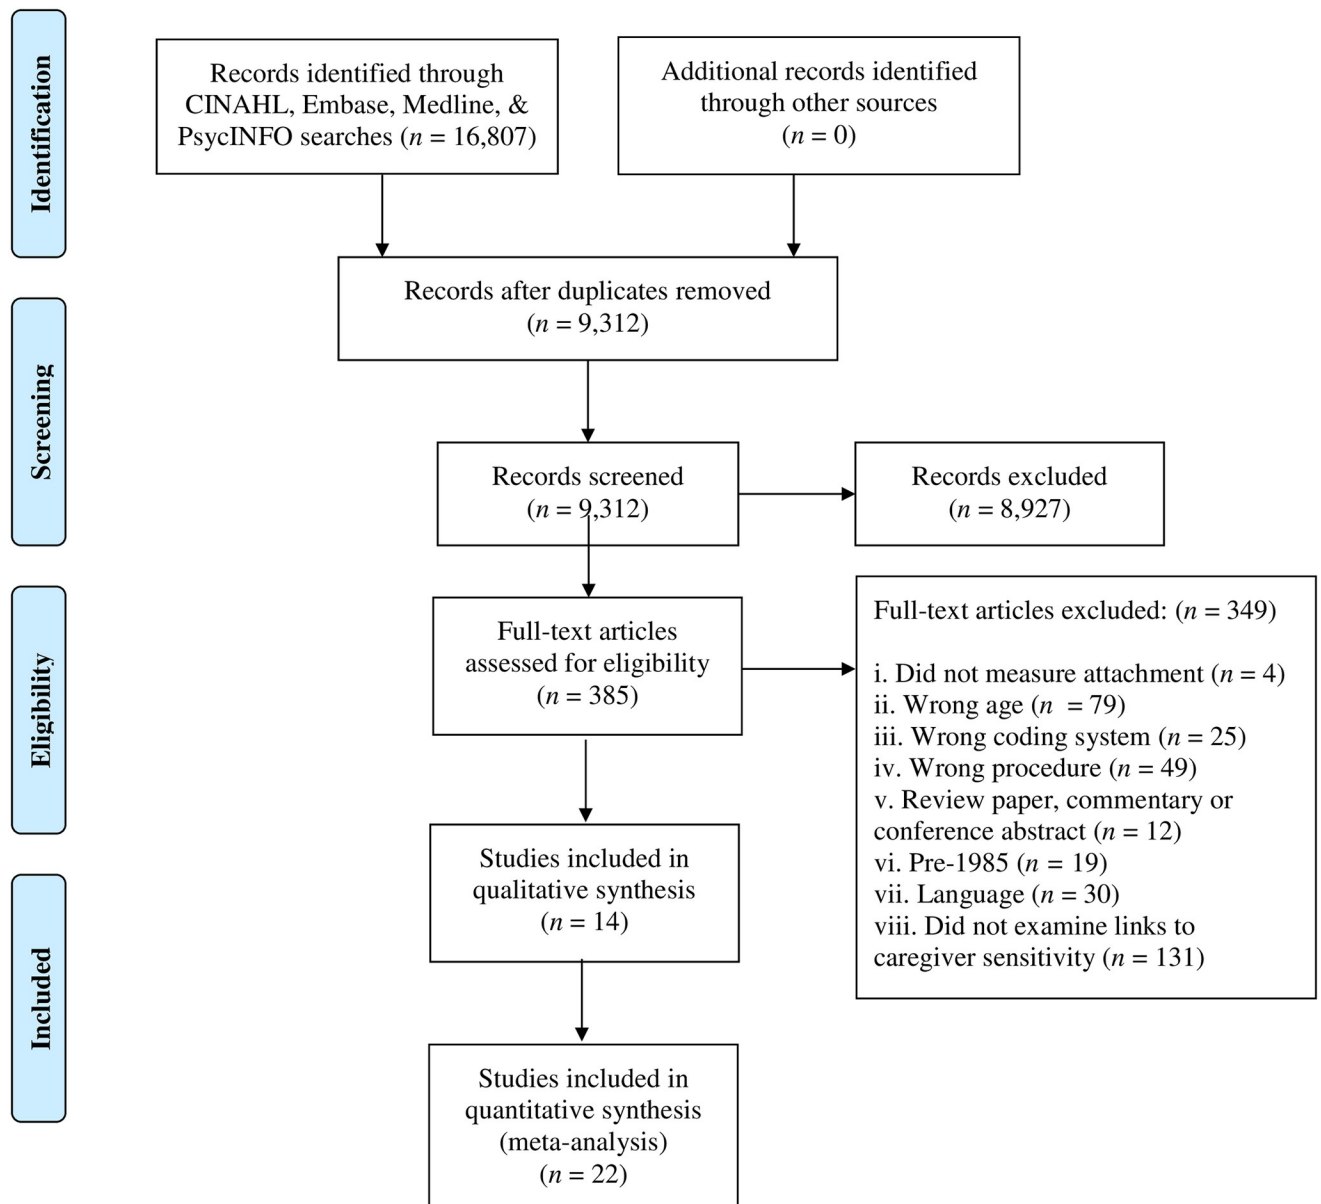 Identification
Records identified through
CINAHL, Embase, Medline, &
PsycINFO searches (n = 16,807)
Additional records identified
through other sources
(n = 0)
Records after duplicates removed
(n = 9,312)
Screening
Records screened
(n = 9,312)
Records excluded
(n = 8,927)
Eligibility
Full-text articles
assessed for eligibility
(n = 385)
Full-text articles excluded: (n = 349)
i. Did not measure attachment (n = 4)
ii. Wrong age (n  = 79)
iii. Wrong coding system (n = 25)
iv. Wrong procedure (n = 49)
v. Review paper, commentary or
conference abstract (n = 12)
vi. Pre-1985 (n = 19)
vii. Language (n = 30)
viii. Did not examine links to
caregiver sensitivity (n = 131)
Studies included in
qualitative synthesis
(n = 14)
Included
Studies included in
quantitative synthesis
(meta-analysis)
(n = 22)